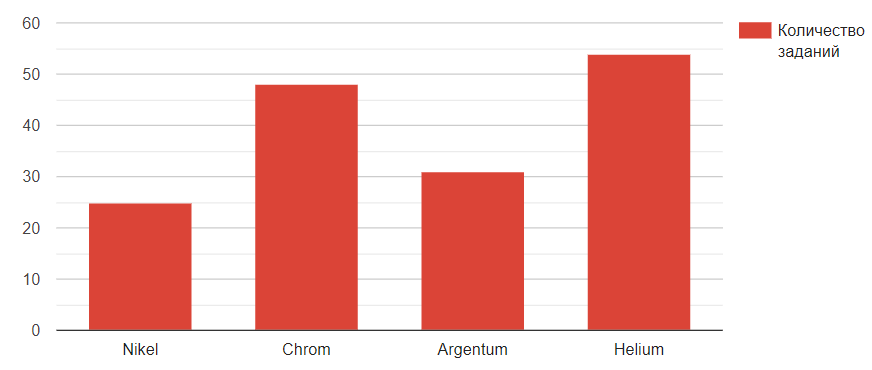 60
50
40
30
20
10
0
Nikel
Chrom
Argentum
Helium
Количество
заданий